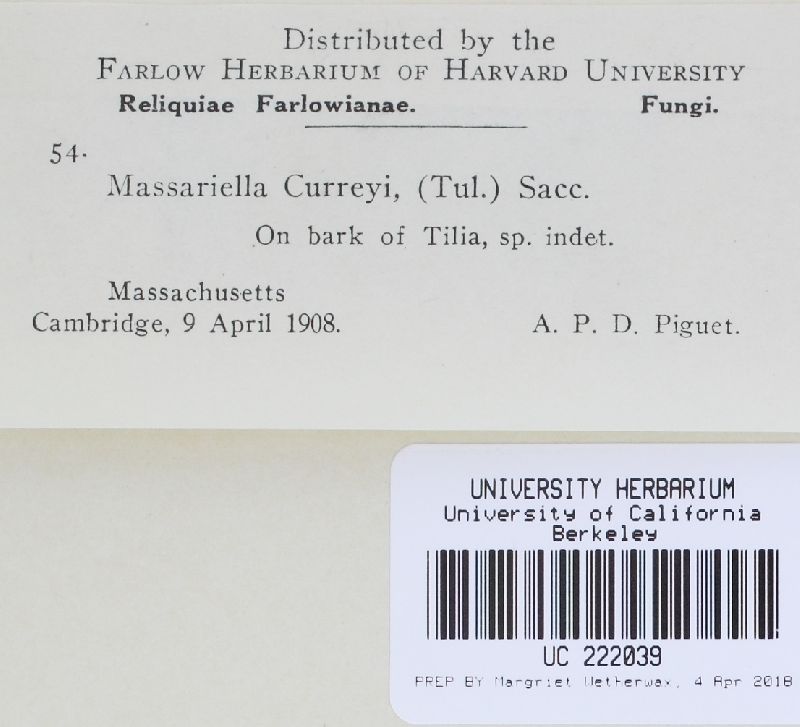 Distributed by the
FARLOW HERBARIUM OF HARVARD UNIVERSITY
Reliquiae Farlowianae. Fungi.
54.
Massariella Curreyi, (Tul.) Sacc.
On bark of Tilia, sp. indet.
Massachusetts
Cambridge, 9 April 1908. A. P. D. Piguet.
UNIVERSITY HERBARIUM
University of California
Berkeley
UC 222039
PREP BY Margriet Wetherwax, 4 Apr 2018